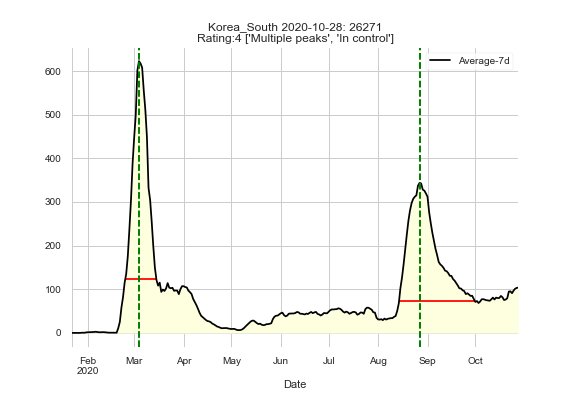 Korea_South 2020-10-28: 26271
Rating:4 ['Multiple peaks', 'In control']
Average-7d
600
500
400
300
200
100
0
Feb Mar Apr May Jun Jul Aug Sep Oct
2020
Date